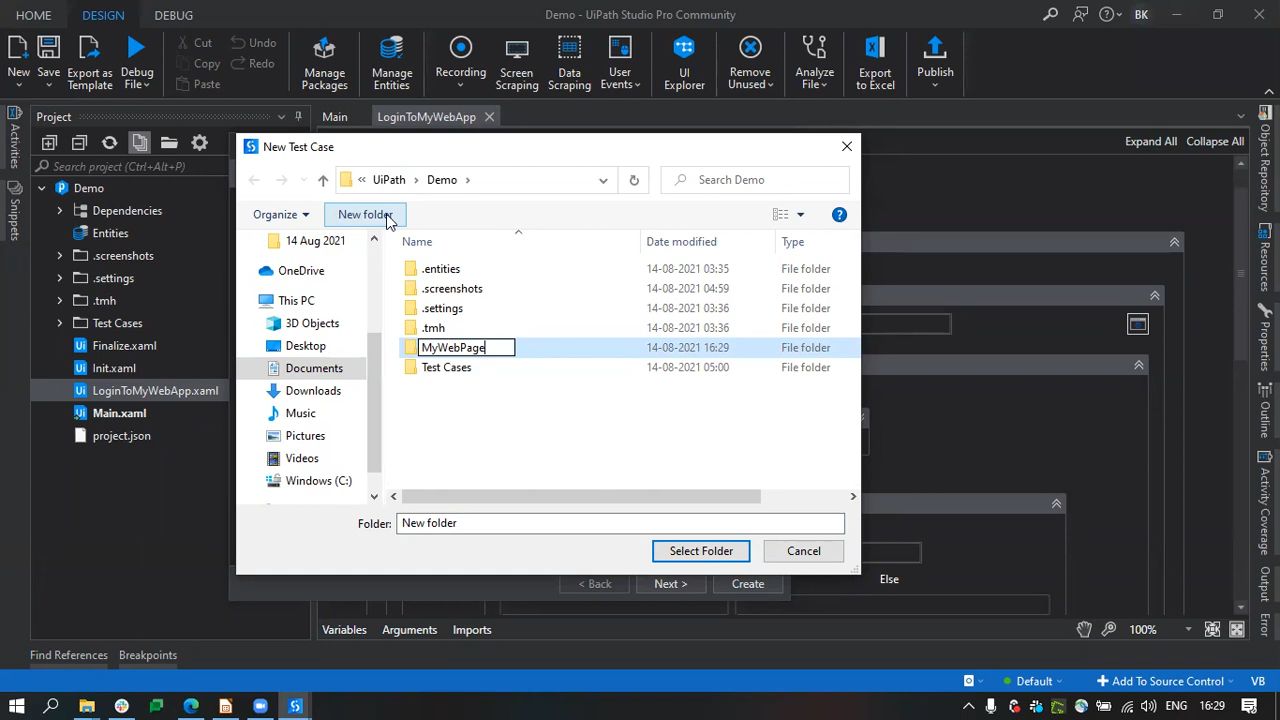 HOME
DESIGN
DEBUG
Demo - UiPath Studio Pro Community
BK
New
Save
Export as
Template
Debug
File
Cut
Copy
Paste
Undo
Redo
Manage
Packages
Manage
Entities
Recording
Screen
Scraping
Data
Scraping
User
Events
UI
Explorer
Remove
Unused
Analyze
File
Export
to Excel
Publish
Activities
Snippets
Project
Search project (Ctrl+Alt+P)
Demo
Dependencies
Entities
.screenshots
.settings
.tmh
Test Cases
Finalize.xaml
Init.xaml
LoginToMyWebApp.xaml
Main.xaml
project.json
Main
LoginToMyWebApp
Expand All
Collapse All
New Test Case
UiPath
Demo
Search Demo
Organize
New folder
14 Aug 2021
OneDrive
This PC
3D Objects
Desktop
Documents
Downloads
Music
Pictures
Videos
Windows (C:)
Name
Date modified
Type
.entities
14-08-2021 03:35
File folder
.screenshots
14-08-2021 04:59
File folder
.settings
14-08-2021 03:36
File folder
.tmh
14-08-2021 03:36
File folder
MyWebPage
14-08-2021 16:29
File folder
Test Cases
14-08-2021 05:00
File folder
Folder:
New folder
Select Folder
Cancel
< Back
Next >
Create
Else
Object Repository
Resources
Properties
Outline
Activity Coverage
Output
Error
Variables
Arguments
Imports
100%
Find References
Breakpoints
Default
Add To Source Control
VB
ENG
16:29